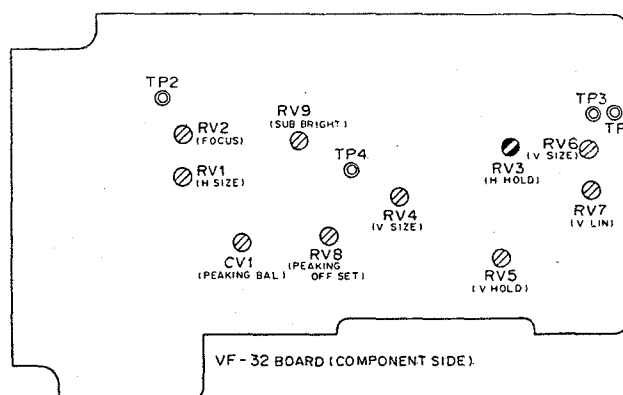 TP2
RV2
(FOCUS)
RV1
(H SIZE)
RV9
(SUB BRIGHT)
TP4
TP3
TP
RV6
(V SIZE)
RV3
(H HOLD)
RV4
(V SIZE)
RV7
(V LIN)
CV1
(PEAKING BAL)
RV8
(PEAKING
OFF SET)
RV5
(V HOLD)
VF-32 BOARD (COMPONENT SIDE)